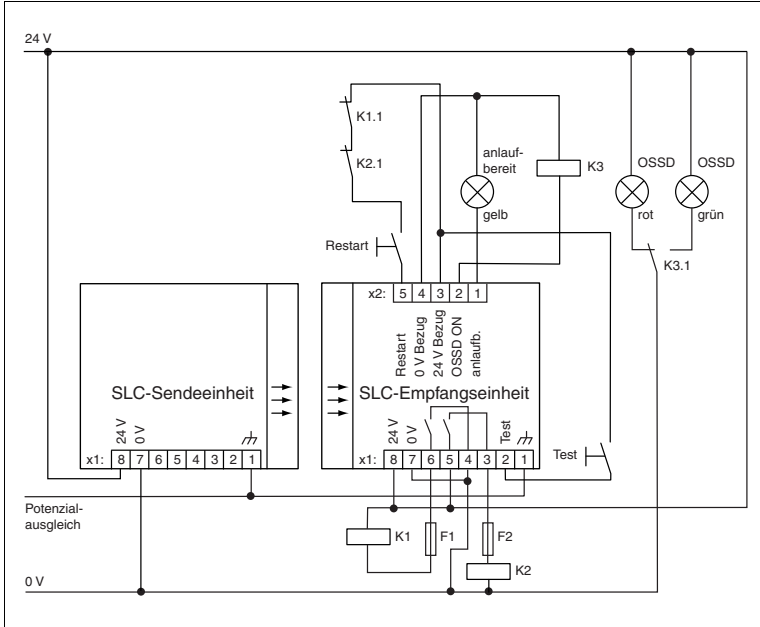 24 V
K1.1
K2.1
anlauf-
bereit
gelb
K3
OSSD
rot
OSSD
grün
K3.1
Restart
x2: 5 4 3 2 1
Restart
0 V Bezug
24 V Bezug
OSSD ON
anlaufb.
SLC-Sendeeinheit
SLC-Empfangseinheit
24 V
0 V
x1: 8 7 6 5 4 3 2 1
24 V
0 V
Test
x1: 8 7 6 5 4 3 2 1
Test
Potenzial-
ausgleich
K1
F1
F2
K2
0 V